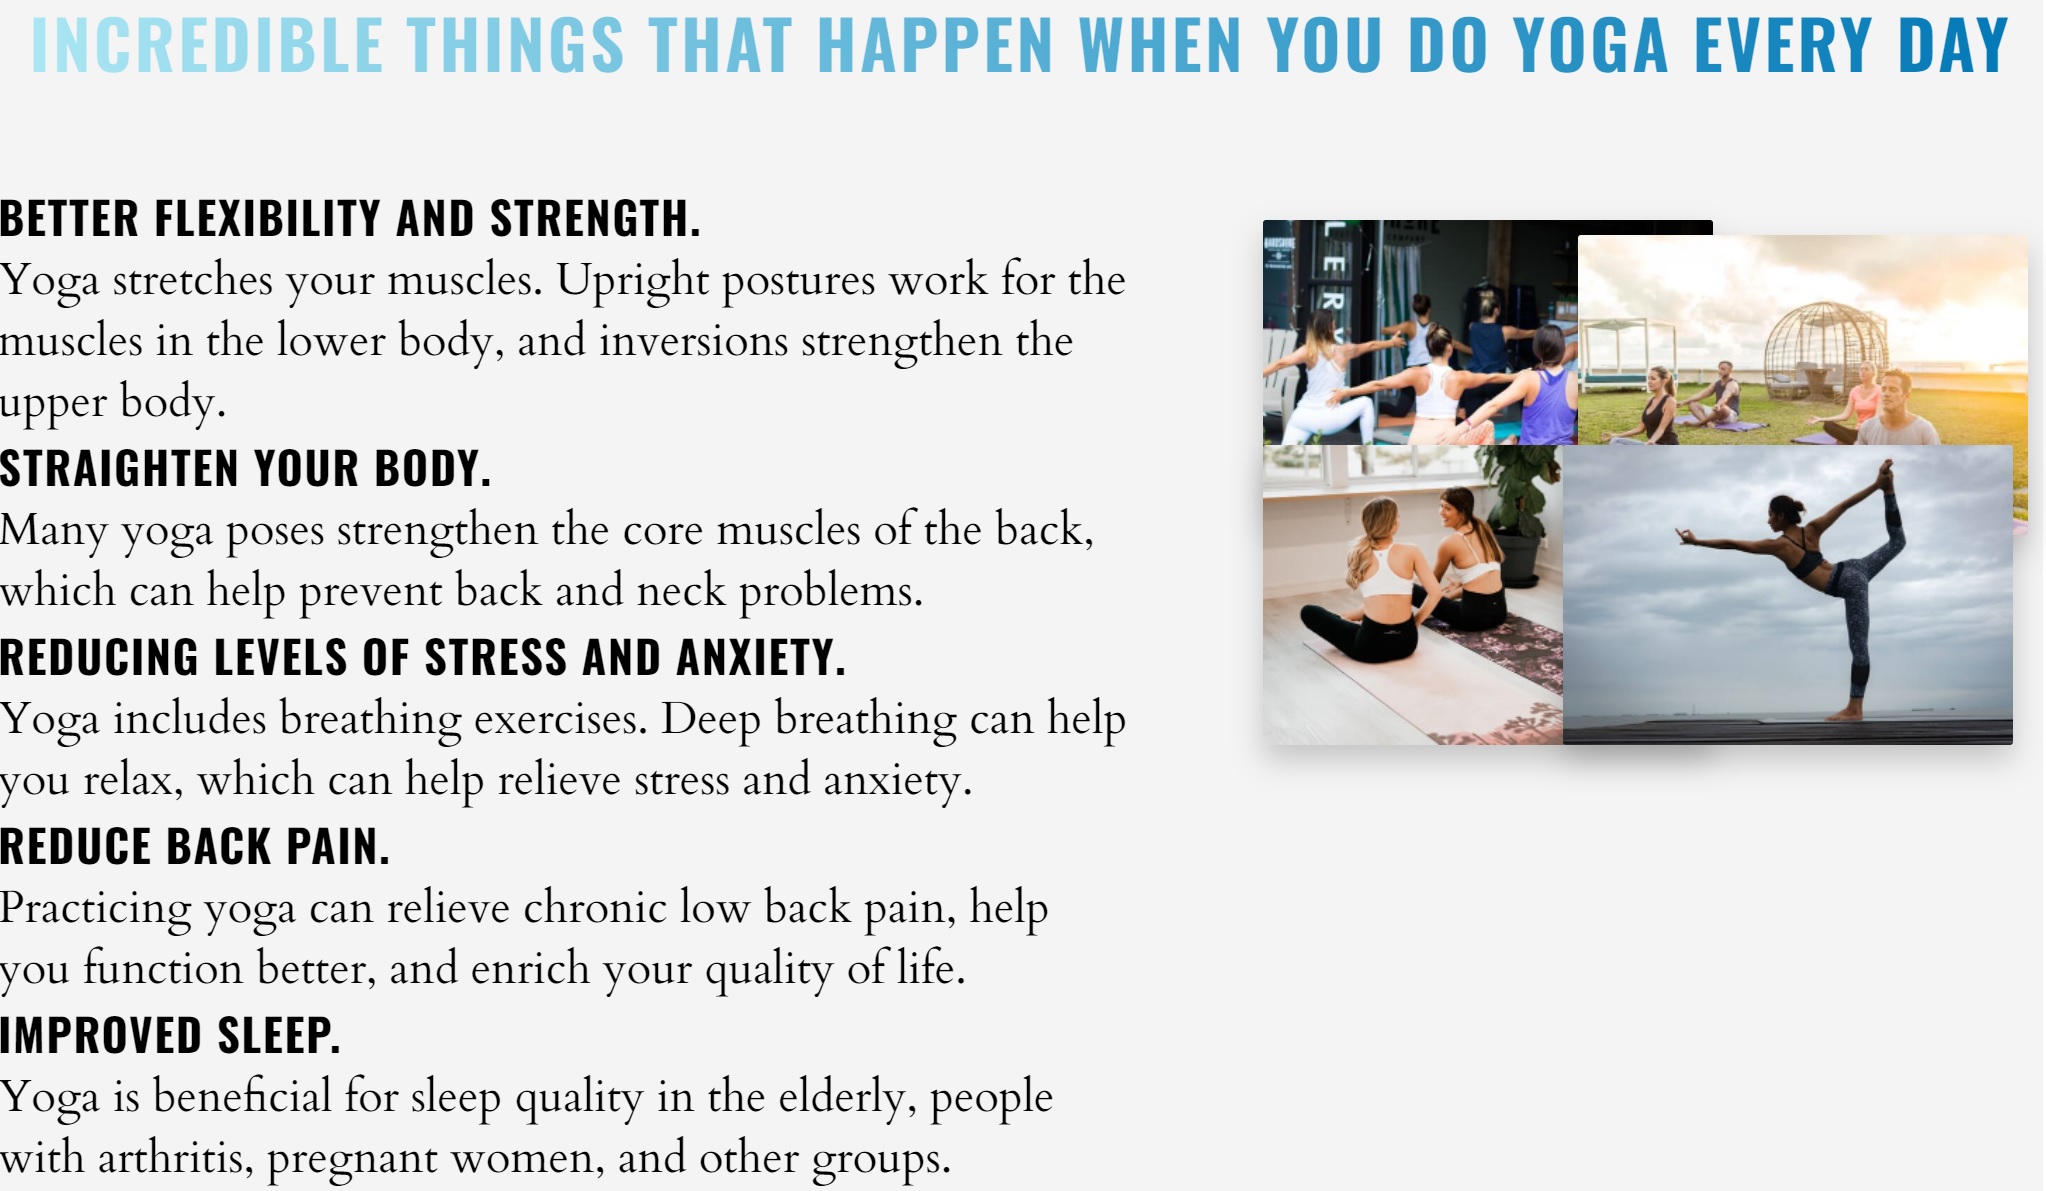 INCREDIBLE THINGS THAT HAPPEN WHEN YOU DO YOGA EVERY DAY
BETTER FLEXIBILITY AND STRENGTH.
Yoga stretches your muscles. Upright postures work for the
muscles in the lower body, and inversions strengthen the
upper body.
STRAIGHTEN YOUR BODY.
Many yoga poses strengthen the core muscles of the back,
which can help prevent back and neck problems.
REDUCING LEVELS OF STRESS AND ANXIETY.
Yoga includes breathing exercises. Deep breathing can help
you relax, which can help relieve stress and anxiety.
REDUCE BACK PAIN.
Practicing yoga can relieve chronic low back pain, help
you function better, and enrich your quality of life.
IMPROVED SLEEP.
Yoga is beneficial for sleep quality in the elderly, people
with arthritis, pregnant women, and other groups.